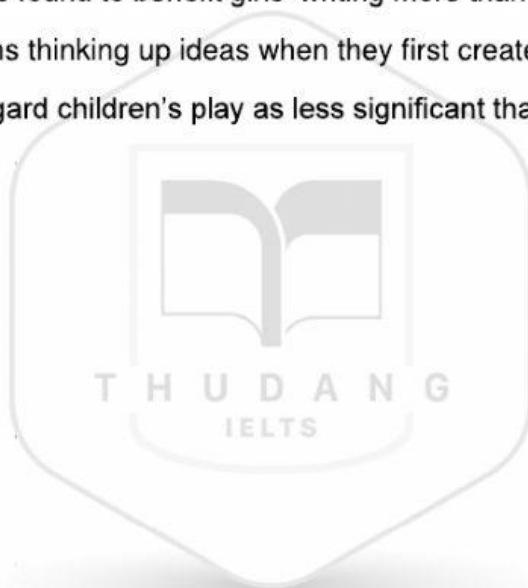 found to benefit girls' writing more than
thinking up ideas when they first create
children's play as less significant
THUDANG
IELTS